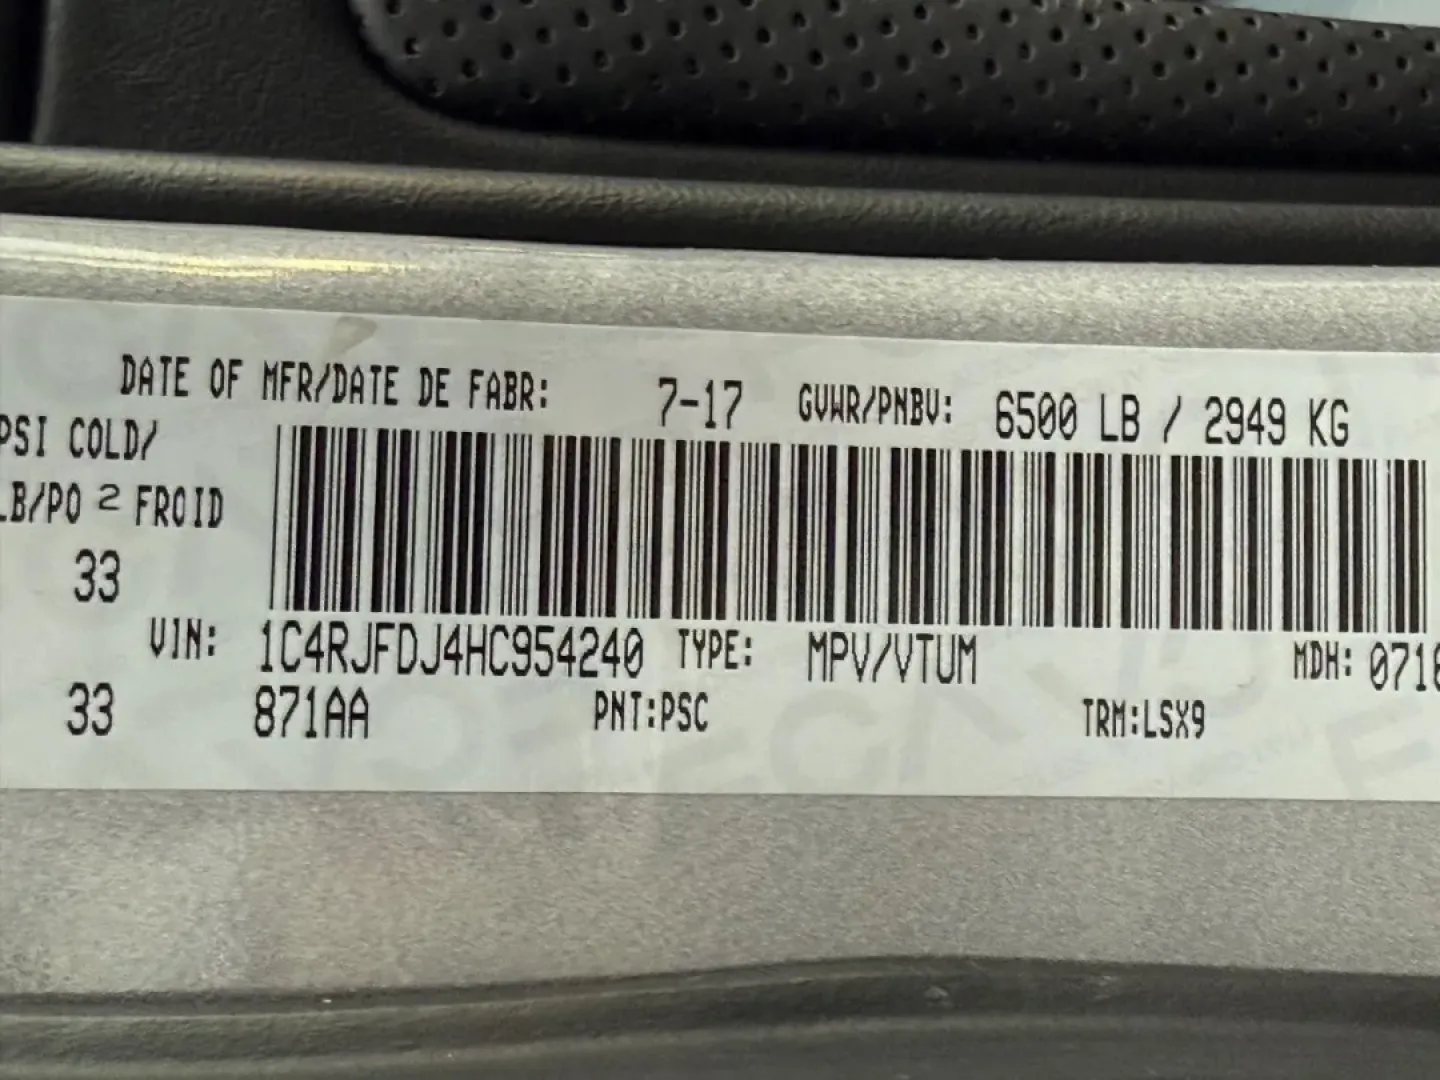 DATE OF MFR/DATE DE FABR: 7-17 GVWR/PNBV: 6500 LB / 2949 KG
PSI COLD/
LB/PO 2 FROID
33
VIN: 1C4RJFDJ4HC954240 TYPE: MPV/VTUM MDH: 0718
33 871AA PNT:PSC TRM:LSX9